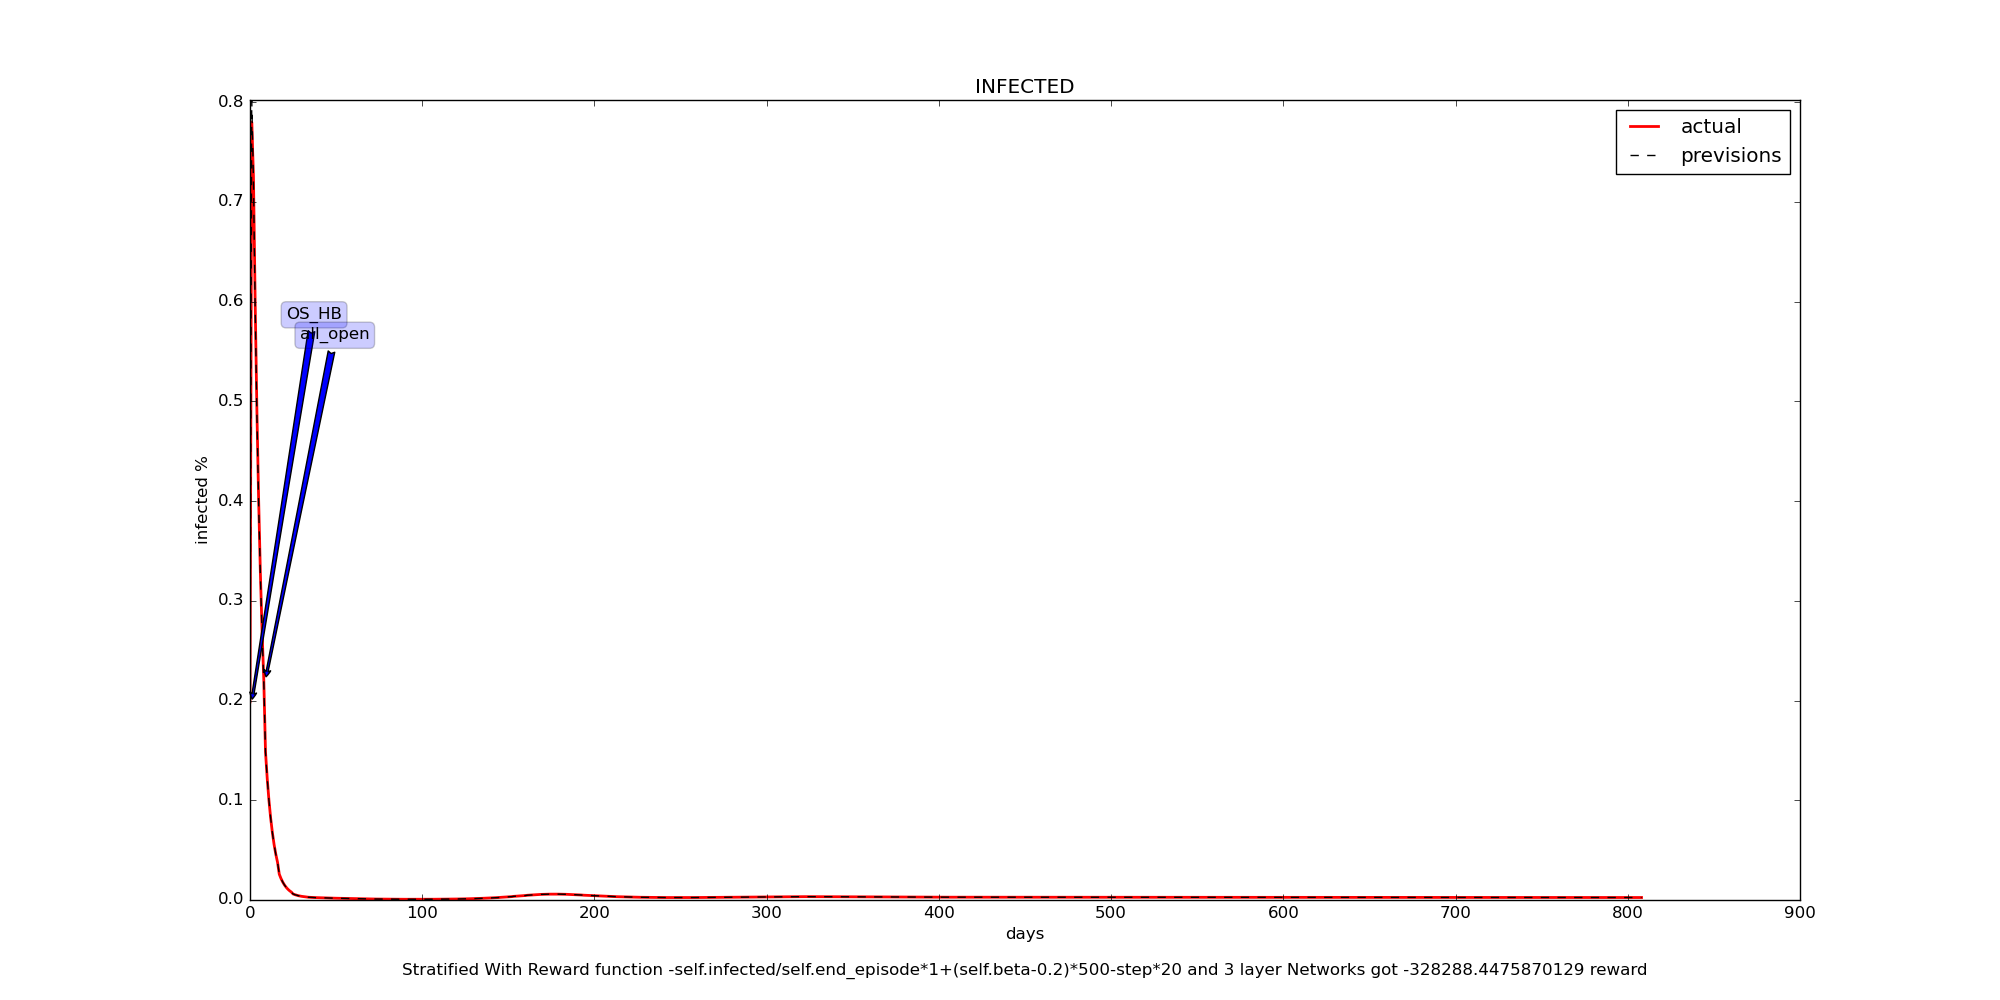 INFECTED
actual
previsions
0.8
0.7
0.6
0.5
0.4
0.3
0.2
0.1
0.0
infected %
OS_HB
all_open
0 100 200 300 400 500 600 700 800 900
days
Stratified With Reward function -self.infected/self.end_episode*1+(self.beta-0.2)*500-step*20 and 3 layer Networks got -328288.4475870129 reward